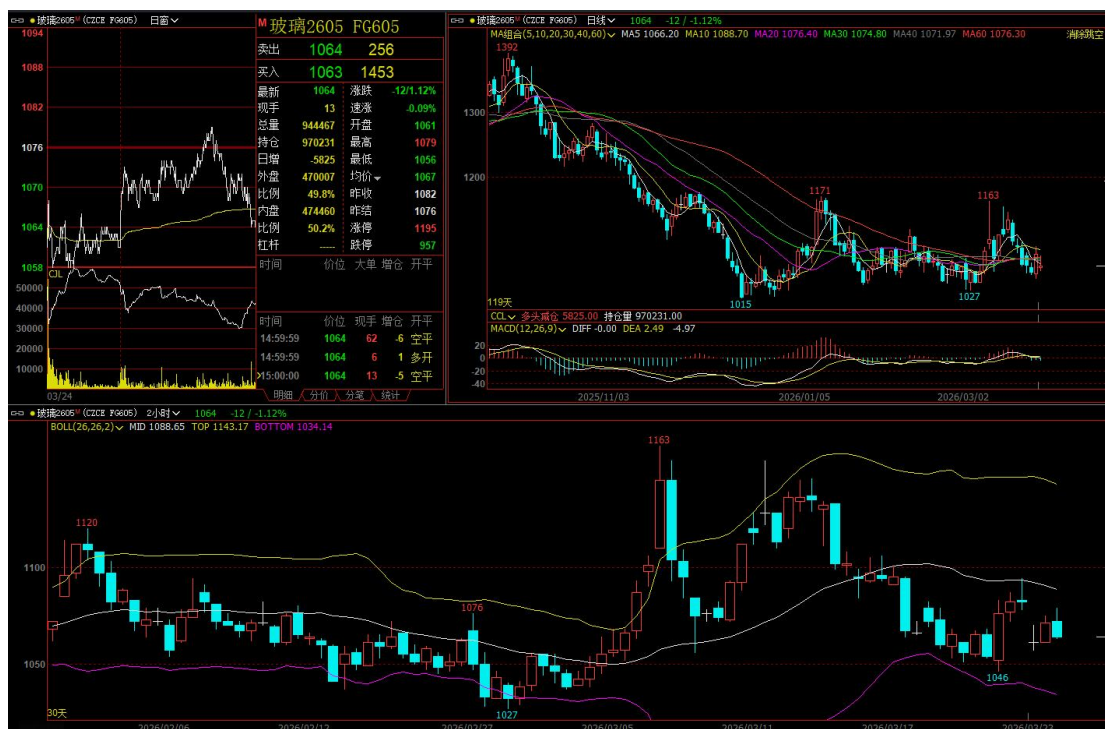 玻璃2605M (CZCE FG605) 日窗
1094
1088
1082
1076
1070
1064
1058
CJL
50000
40000
30000
20000
10000
03/24
M 玻璃2605 FG605
卖出 1064 256
买入 1063 1453
最新 1064 涨跌 -12/1.12%
现手 13 速涨 -0.09%
总量 944467 开盘 1061
持仓 970231 最高 1079
日增 -5825 最低 1056
外盘 470007 均价 1067
比例 49.8% 昨收 1082
内盘 474460 昨结 1076
比例 50.2% 涨停 1195
杠杆 ----- 跌停 957
时间 价位 大单 增仓 开平
时间 价位 现手 增仓 开平
14:59:59 1064 62 -6 空平
14:59:59 1064 6 1 多开
15:00:00 1064 13 -5 空平
明细 分价 分笔 统计
玻璃2605M (CZCE FG605) 日线 1064 -12 / -1.12%
MA组合(5,10,20,30,40,60) MA5 1066.20 MA10 1088.70 MA20 1076.40 MA30 1074.80 MA40 1071.97 MA60 1076.30 消除跳空
1392
1300
1200
1171
1163
1015
1027
119天
CCL 多头减仓 5825.00 持仓量 970231.00
MACD(12,26,9) DIFF -0.00 DEA 2.49 -4.97
20
0
-20
-40
2025/11/03 2026/01/05 2026/03/02
玻璃2605M (CZCE FG605) 2小时 1064 -12 / -1.12%
BOLL(26,26,2) MID 1088.65 TOP 1143.17 BOTTOM 1034.14
1163
1120
1100
1076
1050
1046
1027
30天
2026/02/06 2026/02/12 2026/02/27 2026/03/05 2026/03/11 2026/03/17 2026/03/23